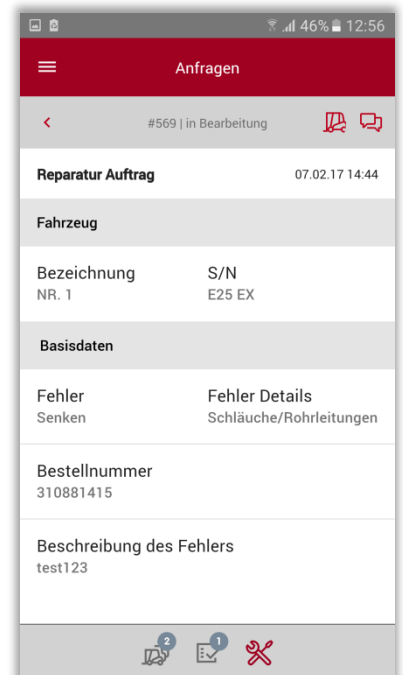 46% 12:56
Anfragen
#569 | in Bearbeitung
Reparatur Auftrag 07.02.17 14:44
Fahrzeug
Bezeichnung S/N
NR. 1 E25 EX
Basisdaten
Fehler Fehler Details
Senken Schläuche/Rohrleitungen
Bestellnummer
310881415
Beschreibung des Fehlers
test123
2 1